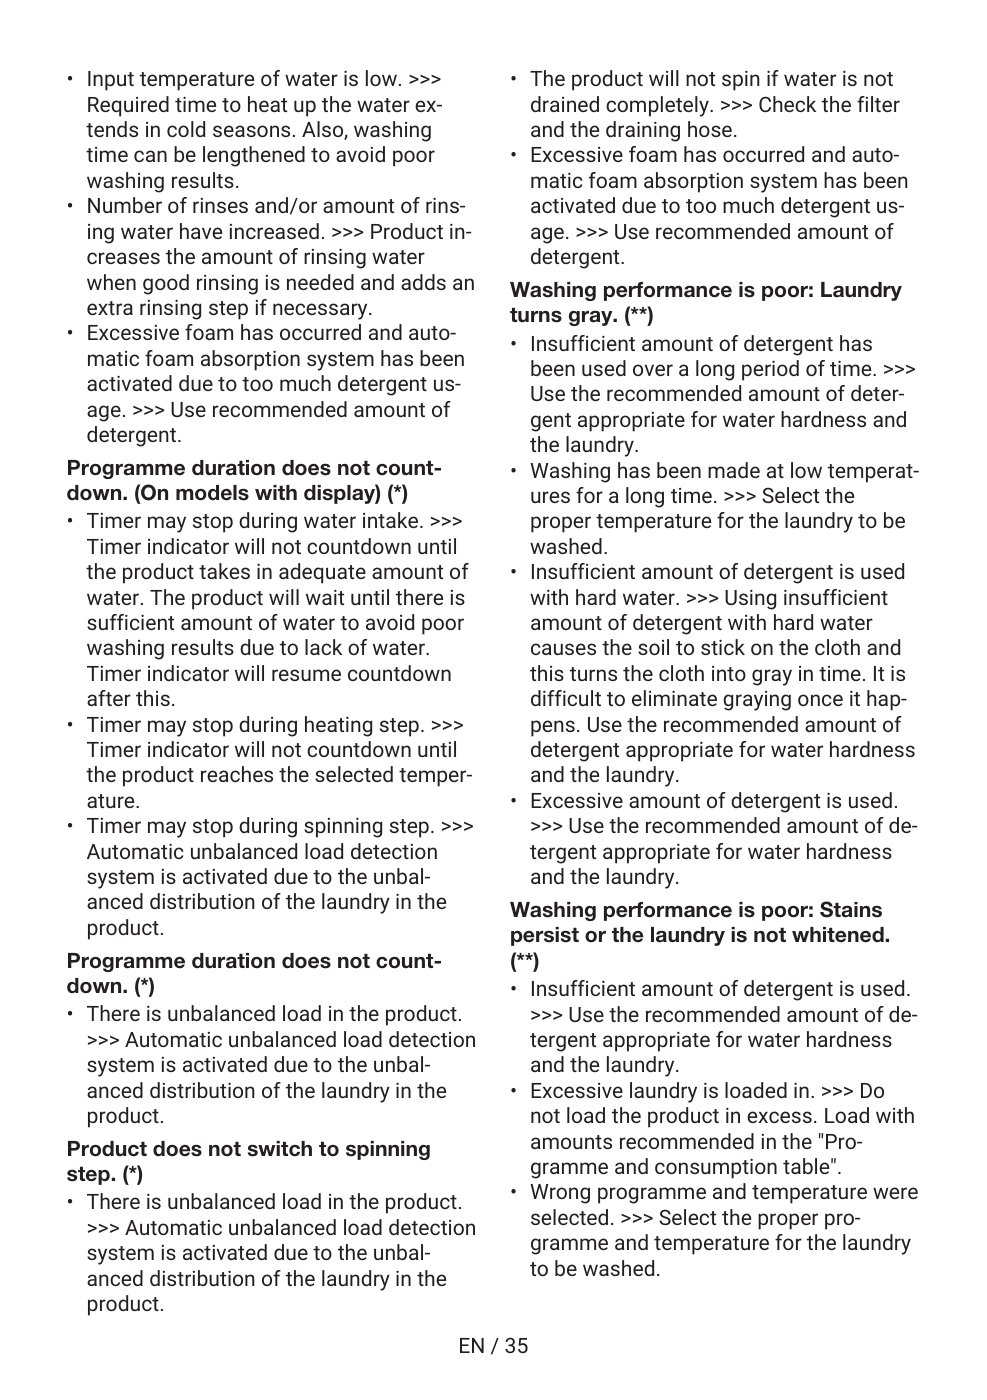 • Input temperature of water is low. >>>
Required time to heat up the water ex-
tends in cold seasons. Also, washing
time can be lengthened to avoid poor
washing results.
• Number of rinses and/or amount of rins-
ing water have increased. >>> Product in-
creases the amount of rinsing water
when good rinsing is needed and adds an
extra rinsing step if necessary.
• Excessive foam has occurred and auto-
matic foam absorption system has been
activated due to too much detergent us-
age. >>> Use recommended amount of
detergent.
Programme duration does not count-
down. (On models with display) (*)
• Timer may stop during water intake. >>>
Timer indicator will not countdown until
the product takes in adequate amount of
water. The product will wait until there is
sufficient amount of water to avoid poor
washing results due to lack of water.
Timer indicator will resume countdown
after this.
• Timer may stop during heating step. >>>
Timer indicator will not countdown until
the product reaches the selected temper-
ature.
• Timer may stop during spinning step. >>>
Automatic unbalanced load detection
system is activated due to the unbal-
anced distribution of the laundry in the
product.
Programme duration does not count-
down. (*)
• There is unbalanced load in the product.
>>> Automatic unbalanced load detection
system is activated due to the unbal-
anced distribution of the laundry in the
product.
Product does not switch to spinning
step. (*)
• There is unbalanced load in the product.
>>> Automatic unbalanced load detection
system is activated due to the unbal-
anced distribution of the laundry in the
product.
• The product will not spin if water is not
drained completely. >>> Check the filter
and the draining hose.
• Excessive foam has occurred and auto-
matic foam absorption system has been
activated due to too much detergent us-
age. >>> Use recommended amount of
detergent.
Washing performance is poor: Laundry
turns gray. (**)
• Insufficient amount of detergent has
been used over a long period of time. >>>
Use the recommended amount of deter-
gent appropriate for water hardness and
the laundry.
• Washing has been made at low temperat-
ures for a long time. >>> Select the
proper temperature for the laundry to be
washed.
• Insufficient amount of detergent is used
with hard water. >>> Using insufficient
amount of detergent with hard water
causes the soil to stick on the cloth and
this turns the cloth into gray in time. It is
difficult to eliminate graying once it hap-
pens. Use the recommended amount of
detergent appropriate for water hardness
and the laundry.
• Excessive amount of detergent is used.
>>> Use the recommended amount of de-
tergent appropriate for water hardness
and the laundry.
Washing performance is poor: Stains
persist or the laundry is not whitened.
(**)
• Insufficient amount of detergent is used.
>>> Use the recommended amount of de-
tergent appropriate for water hardness
and the laundry.
• Excessive laundry is loaded in. >>> Do
not load the product in excess. Load with
amounts recommended in the "Pro-
gramme and consumption table".
• Wrong programme and temperature were
selected. >>> Select the proper pro-
gramme and temperature for the laundry
to be washed.
EN / 35